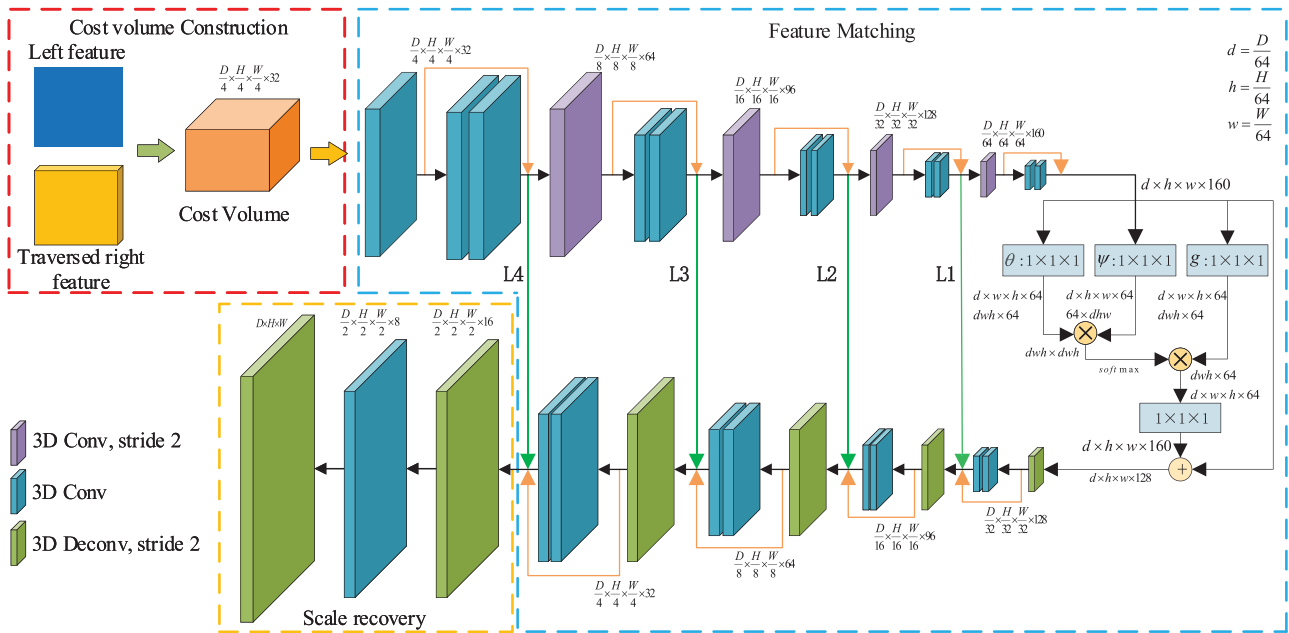 Cost volume Construction
Left feature
D/4×H/4×W/4×32
Cost Volume
Traversed right
feature
Feature Matching
d = D/64
h = H/64
w = W/64
D/4×H/4×W/4×32
D/8×H/8×W/8×64
D/16×H/16×W/16×96
D/32×H/32×W/32×128
D/64×H/64×W/64×160
d×h×w×160
θ:1×1×1
ψ:1×1×1
g:1×1×1
L4
L3
L2
L1
d×w×h×64
dwh×64
d×h×w×64
64×dhw
d×w×h×64
dwh×64
dwh×dwh
soft max
dwh×64
d×w×h×64
1×1×1
d×h×w×160
d×h×w×128
D×H×W
D/2×H/2×W/2×8
D/2×H/2×W/2×16
D/4×H/4×W/4×32
D/8×H/8×W/8×64
D/16×H/16×W/16×96
D/32×H/32×W/32×128
3D Conv, stride 2
3D Conv
3D Deconv, stride 2
Scale recovery